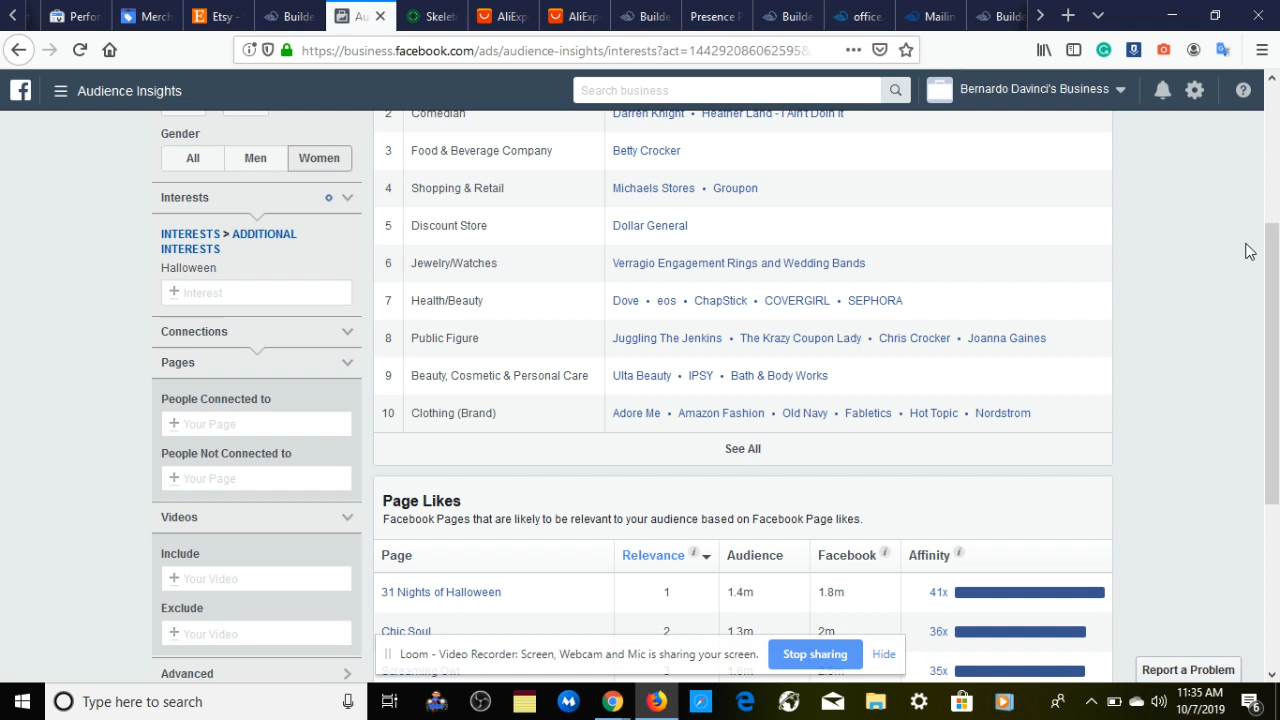 Perfon
Merch
Etsy -
Builde
Au
Skelet
AliExp
AliExp
Builde
Presence P
Builde
office.
Mailin
Builde
https://business.facebook.com/ads/audience-insights/interests?act=144292086062595&
Audience Insights
Search business
Bernardo Davinci's Business
2 Comedian Darren Knight • Heather Land - I Ain't Doin It
Gender
All Men Women
3 Food & Beverage Company Betty Crocker
4 Shopping & Retail Michaels Stores • Groupon
Interests
5 Discount Store Dollar General
INTERESTS > ADDITIONAL
INTERESTS
Halloween
+ Interest
6 Jewelry/Watches Verragio Engagement Rings and Wedding Bands
7 Health/Beauty Dove • eos • ChapStick • COVERGIRL • SEPHORA
Connections
8 Public Figure Juggling The Jenkins • The Krazy Coupon Lady • Chris Crocker • Joanna Gaines
Pages
9 Beauty, Cosmetic & Personal Care Ulta Beauty • IPSY • Bath & Body Works
People Connected to
+ Your Page
10 Clothing (Brand) Adore Me • Amazon Fashion • Old Navy • Fabletics • Hot Topic • Nordstrom
People Not Connected to
+ Your Page
See All
Videos
Include
+ Your Video
Exclude
+ Your Video
Advanced
Page Likes
Facebook Pages that are likely to be relevant to your audience based on Facebook Page likes.
Page Relevance Audience Facebook Affinity
31 Nights of Halloween 1 1.4m 1.8m 41x
Chic Soul 2 1.3m 2m 36x
Screaming Owl 3 1.6m 2.5m 35x
Loom - Video Recorder: Screen, Webcam and Mic is sharing your screen.
Stop sharing
Hide
Report a Problem
Type here to search
11:35 AM
10/7/2019
6